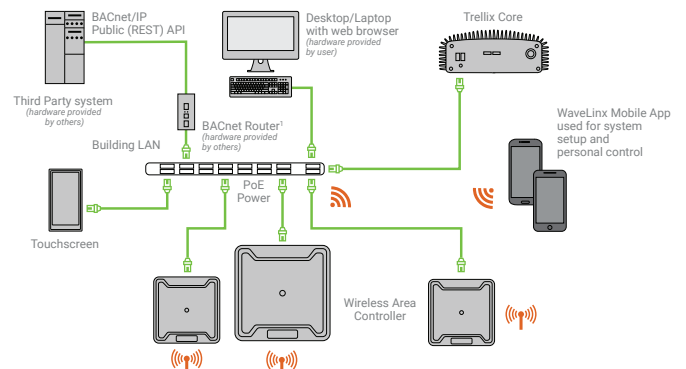 BACnet/IP
Public (REST) API
Desktop/Laptop
with web browser
(hardware provided
by user)
Trellix Core
Third Party system
(hardware provided
by others)
BACnet Router¹
(hardware provided
by others)
Building LAN
WaveLinx Mobile App
used for system
setup and
personal control
PoE
Power
Touchscreen
Wireless Area
Controller